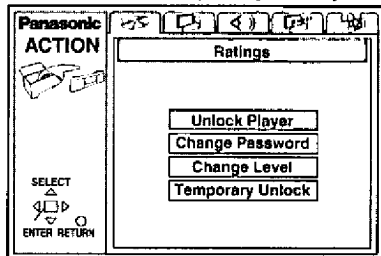 Panasonic
ACTION
Ratings
Unlock Player
Change Password
Change Level
Temporary Unlock
SELECT
ENTER RETURN